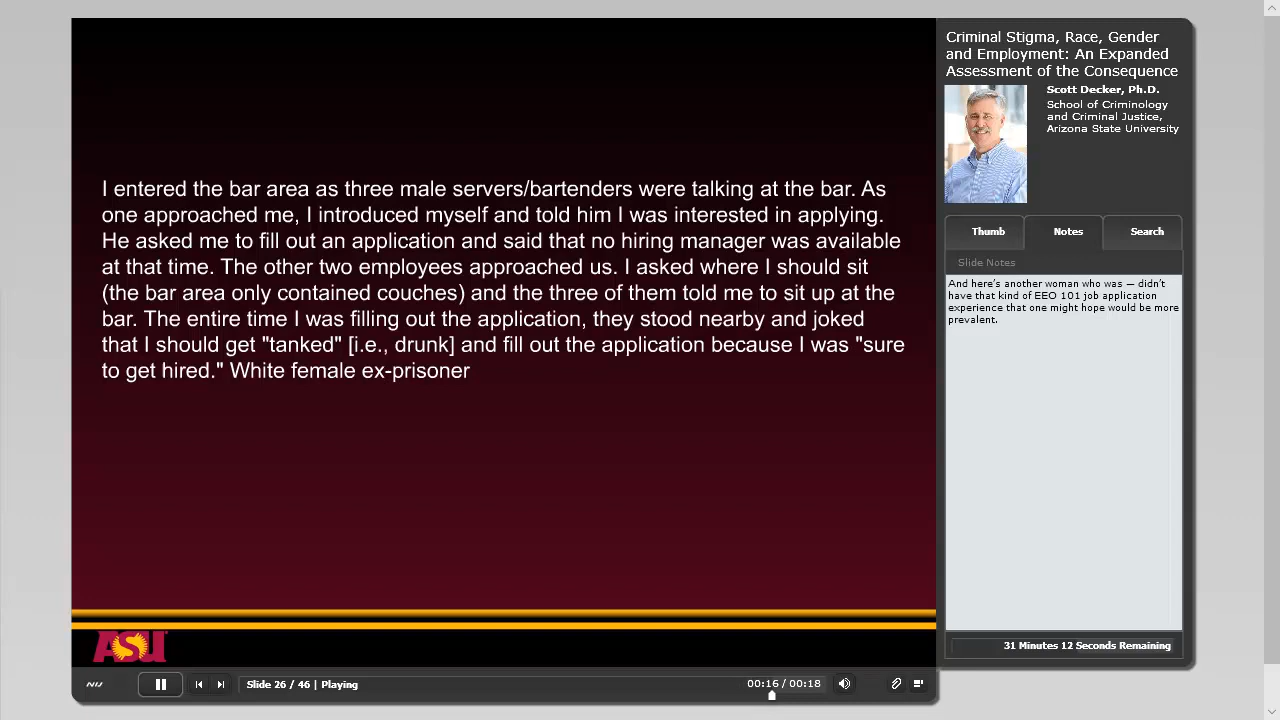 I entered the bar area as three male servers/bartenders were talking at the bar. As
one approached me, I introduced myself and told him I was interested in applying.
He asked me to fill out an application and said that no hiring manager was available
at that time. The other two employees approached us. I asked where I should sit
(the bar area only contained couches) and the three of them told me to sit up at the
bar. The entire time I was filling out the application, they stood nearby and joked
that I should get "tanked" [i.e., drunk] and fill out the application because I was "sure
to get hired." White female ex-prisoner
ASU
NIJ
Slide 26 / 46 | Playing
00:16 / 00:18
Criminal Stigma, Race, Gender
and Employment: An Expanded
Assessment of the Consequence
Scott Decker, Ph.D.
School of Criminology
and Criminal Justice,
Arizona State University
Thumb
Notes
Search
Slide Notes
And here's another woman who was — didn't
have that kind of EEO 101 job application
experience that one might hope would be more
prevalent.
31 Minutes 12 Seconds Remaining